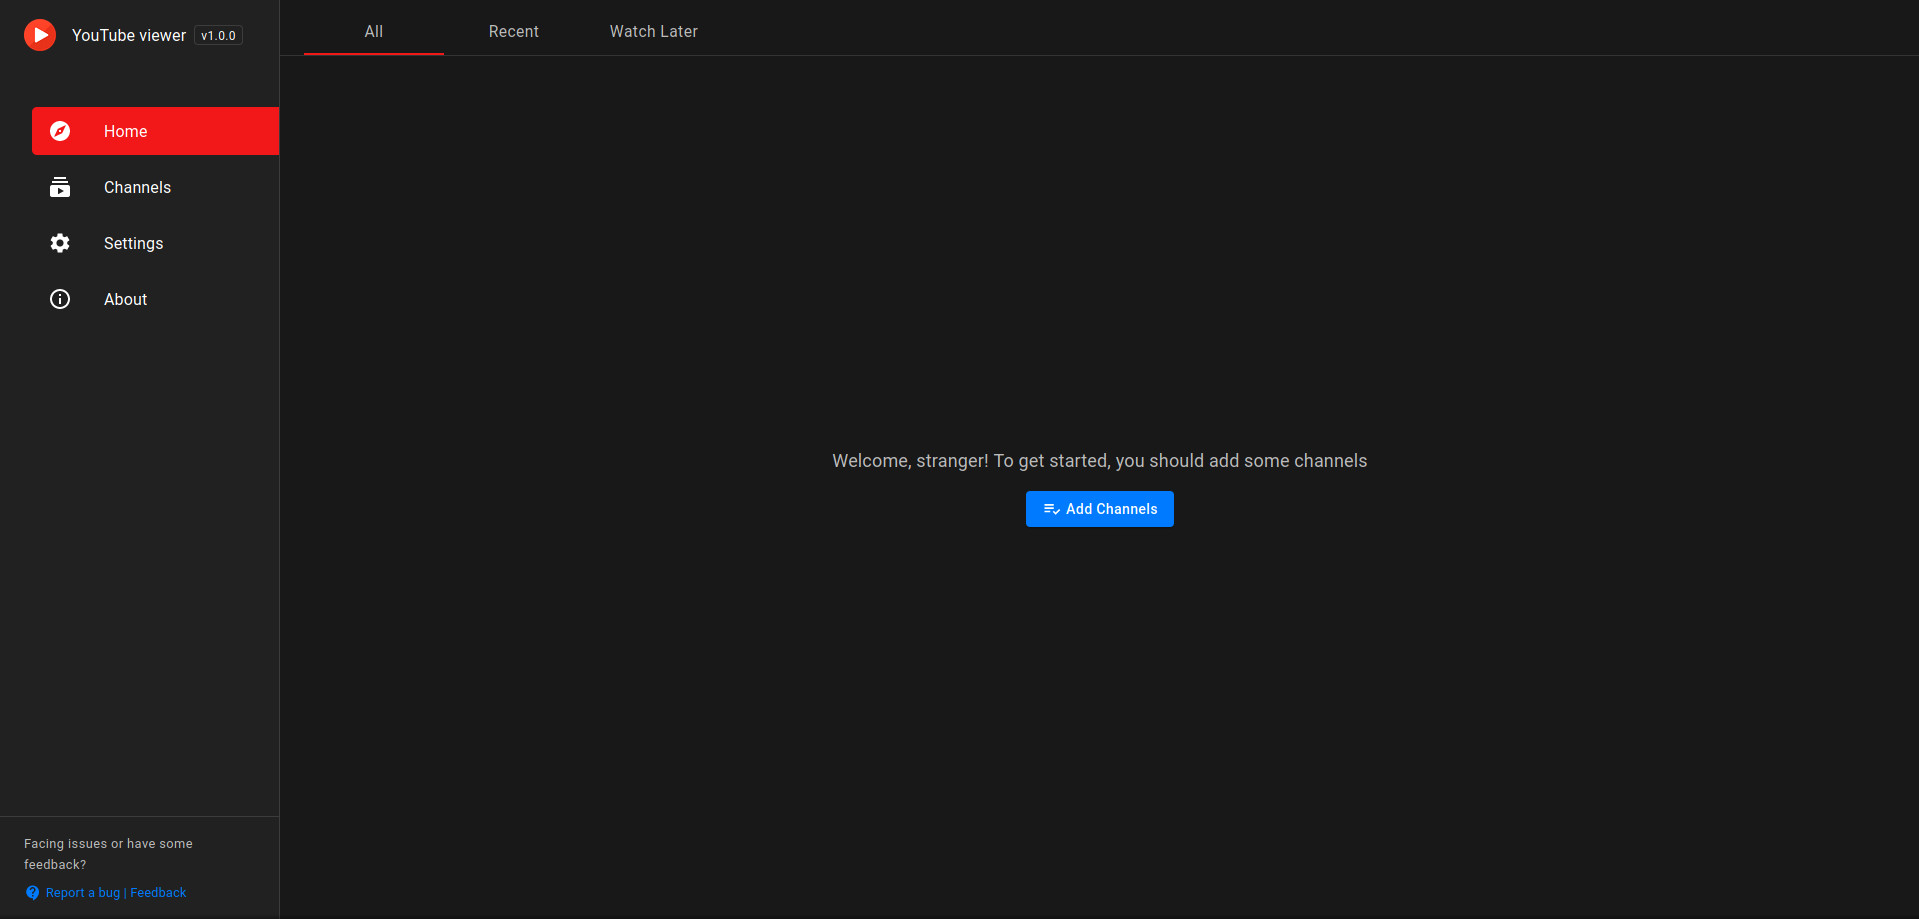 YouTube viewer v1.0.0
All Recent Watch Later
Home
Channels
Settings
About
Welcome, stranger! To get started, you should add some channels
Add Channels
Facing issues or have some
feedback?
Report a bug | Feedback